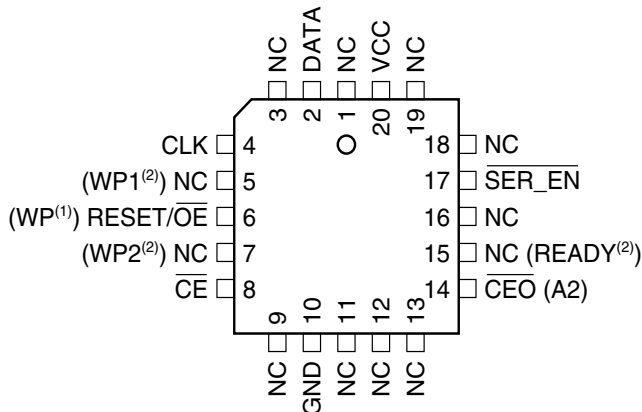 NC
DATA
NC
VCC
NC
3
2
1
20
19
CLK 4
(WP1(2)) NC 5
(WP(1)) RESET/OE 6
(WP2(2)) NC 7
CE 8
18 NC
17 SER_EN
16 NC
15 NC (READY(2))
14 CEO (A2)
9
10
11
12
13
NC
GND
NC
NC
NC